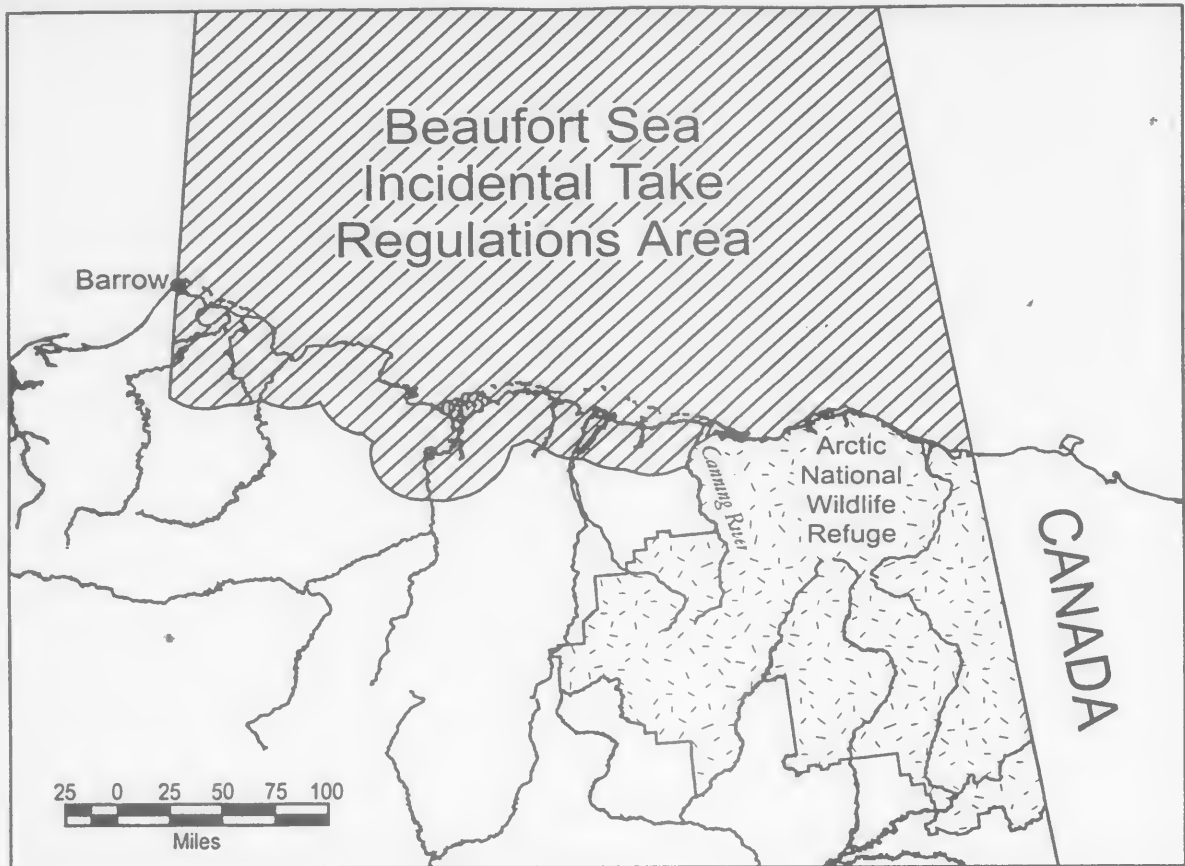 Beaufort Sea
Incidental Take
Regulations Area
Barrow
Canning River
Arctic
National
Wildlife
Refuge
CANADA
25 0 25 50 75 100
Miles